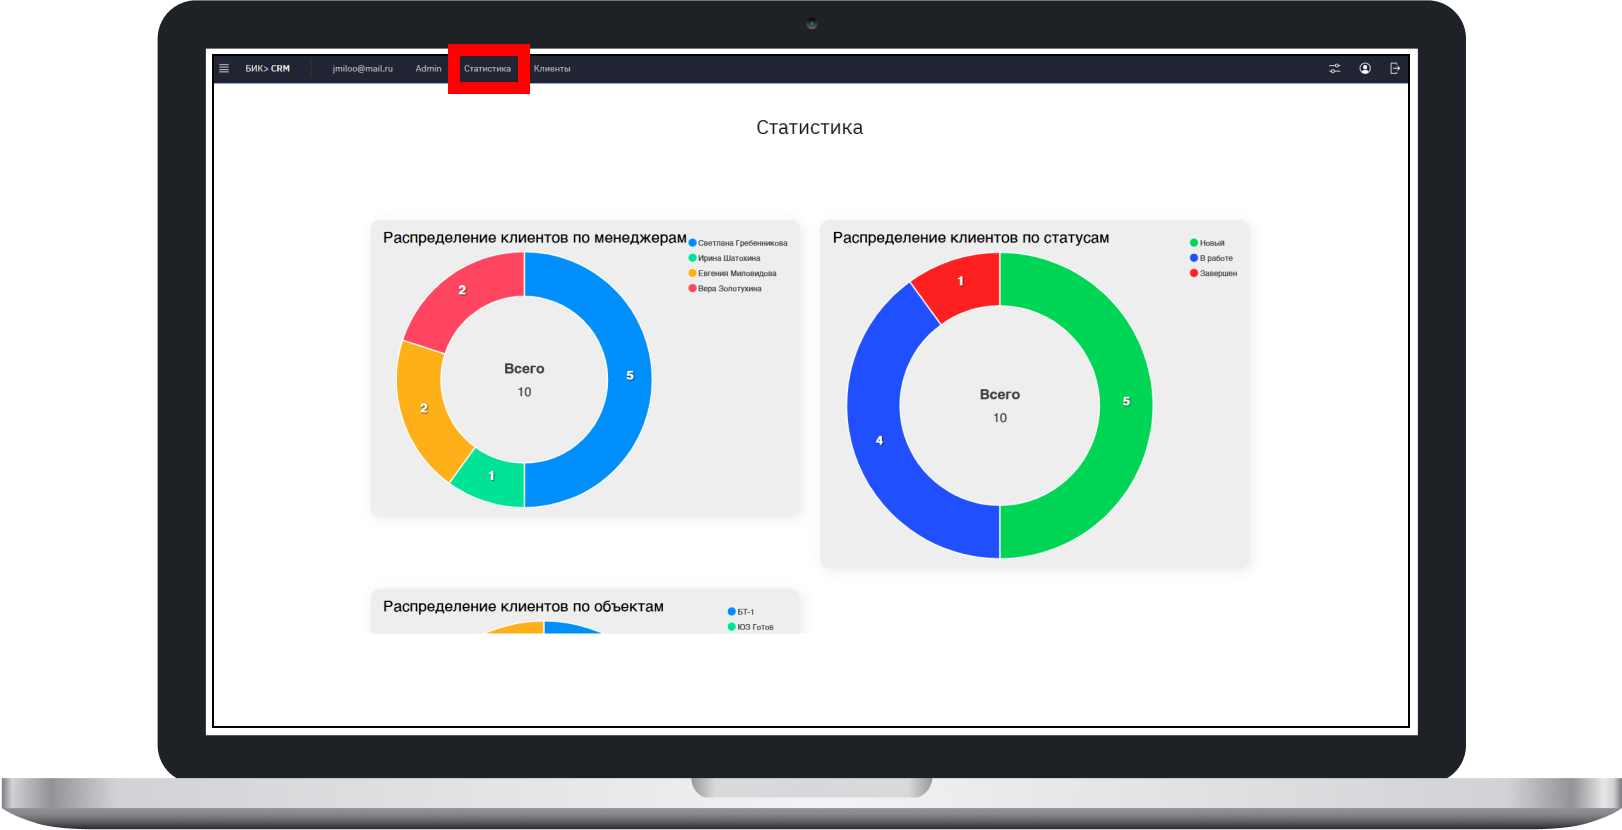 БИК> CRM jmiloo@mail.ru Admin Статистика Клиенты
Статистика
Распределение клиентов по менеджерам
Светлана Гребенникова
Ирина Шатохина
Евгения Миловидова
Вера Золотухина
2
5
2
1
Всего
10
Распределение клиентов по статусам
Новый
В работе
Завершен
1
5
4
Всего
10
Распределение клиентов по объектам
БТ-1
ЮЗ Готов